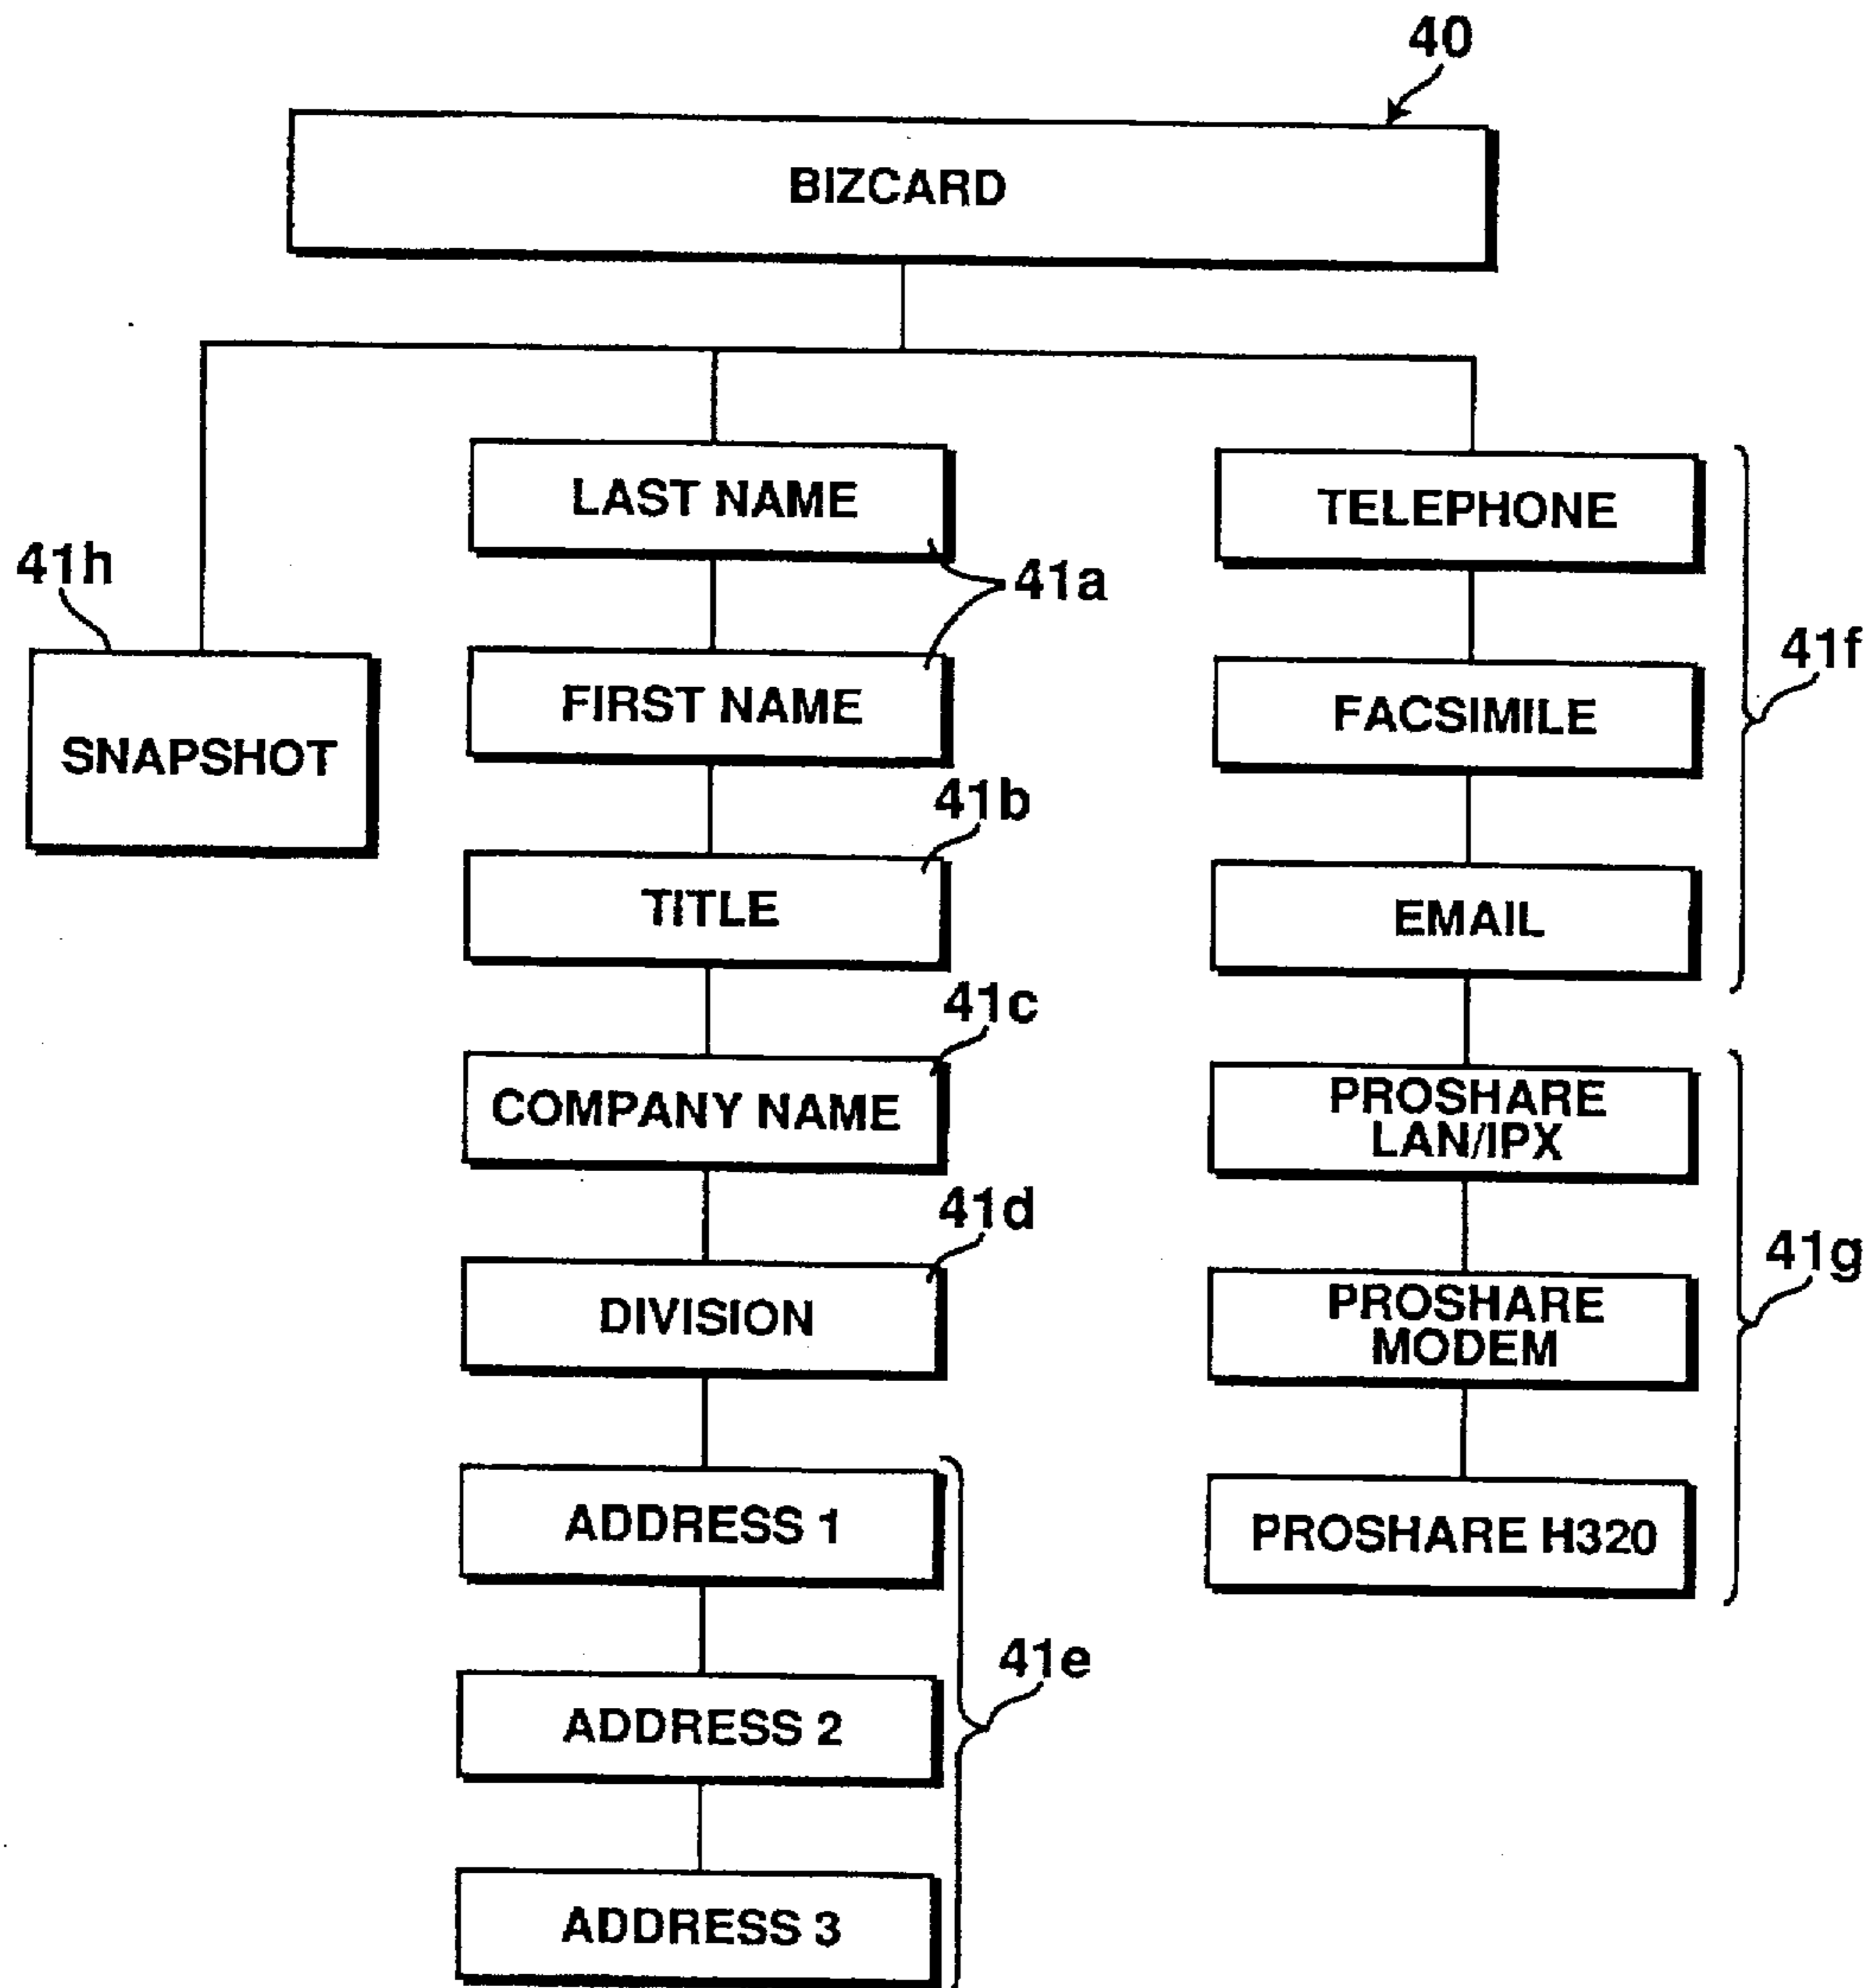 40
BIZCARD
LAST NAME
TELEPHONE
41h
41a
41f
SNAPSHOT
FIRST NAME
FACSIMILE
41b
TITLE
EMAIL
41c
COMPANY NAME
PROSHARE
LAN/IPX
41d
41g
DIVISION
PROSHARE
MODEM
ADDRESS 1
PROSHARE H320
41e
ADDRESS 2
ADDRESS 3